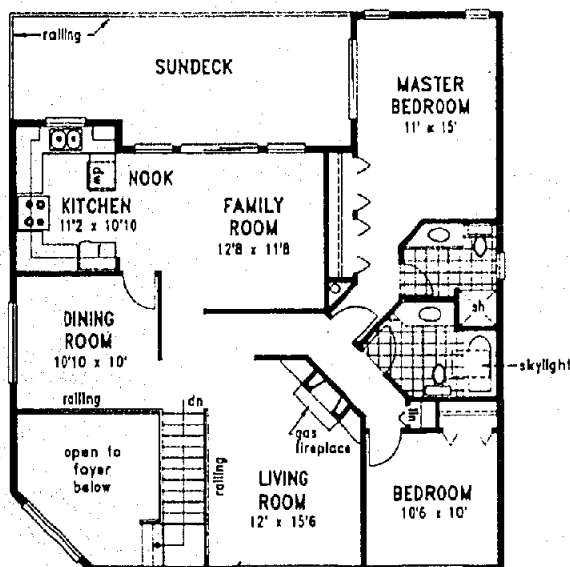 railing
SUNDECK
MASTER
BEDROOM
11' x 15'
dw
NOOK
KITCHEN
11'2 x 10'10
FAMILY
ROOM
12'8 x 11'8
sh
DINING
ROOM
10'10 x 10'
skylight
railing
dn
lin
gas
fireplace
open to
foyer
below
railing
LIVING
ROOM
12' x 15'6
BEDROOM
10'6 x 10'